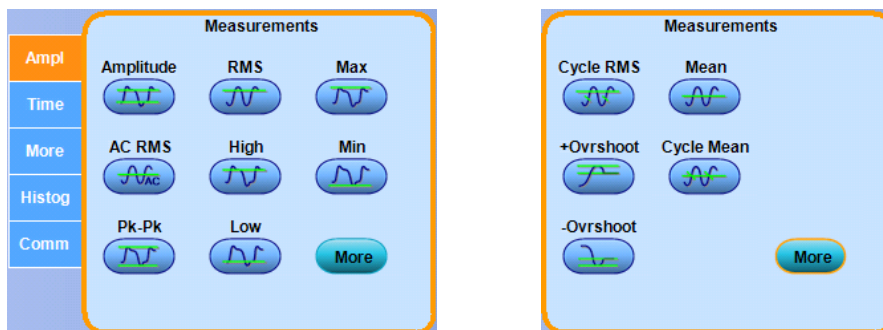 Measurements
Ampl
Time
More
Histog
Comm
Amplitude RMS Max
AC RMS High Min
AC
Pk-Pk Low
More
Measurements
Cycle RMS Mean
+Ovrshoot Cycle Mean
-Ovrshoot
More